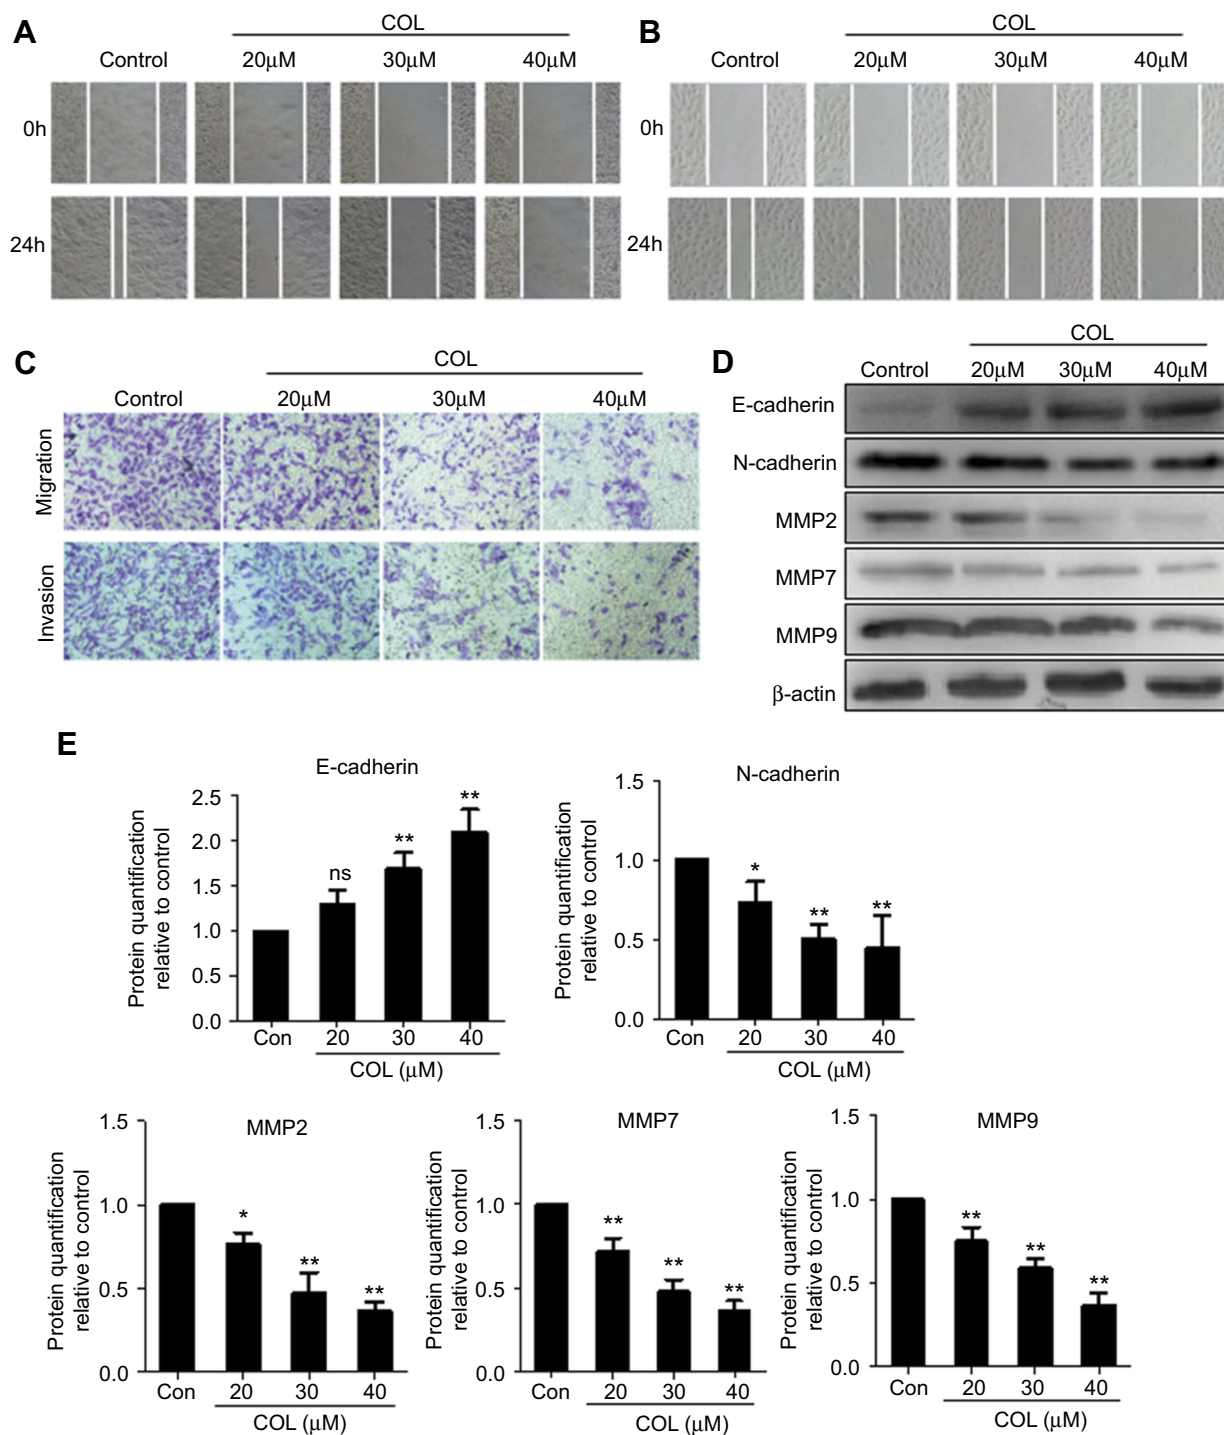 A
COL
Control 20μM 30μM 40μM
0h
24h
B
COL
Control 20μM 30μM 40μM
0h
24h
C
COL
Control 20μM 30μM 40μM
Migration
Invasion
D
COL
Control 20μM 30μM 40μM
E-cadherin
N-cadherin
MMP2
MMP7
MMP9
β-actin
E
E-cadherin
Protein quantification
relative to control
2.5
2.0
1.5
1.0
0.5
0.0
ns
**
**
Con 20 30 40
COL (μM)
N-cadherin
Protein quantification
relative to control
1.5
1.0
0.5
0.0
*
**
**
Con 20 30 40
COL (μM)
MMP2
Protein quantification
relative to control
1.5
1.0
0.5
0.0
*
**
**
Con 20 30 40
COL (μM)
MMP7
Protein quantification
relative to control
1.5
1.0
0.5
0.0
**
**
**
Con 20 30 40
COL (μM)
MMP9
Protein quantification
relative to control
1.5
1.0
0.5
0.0
**
**
**
Con 20 30 40
COL (μM)